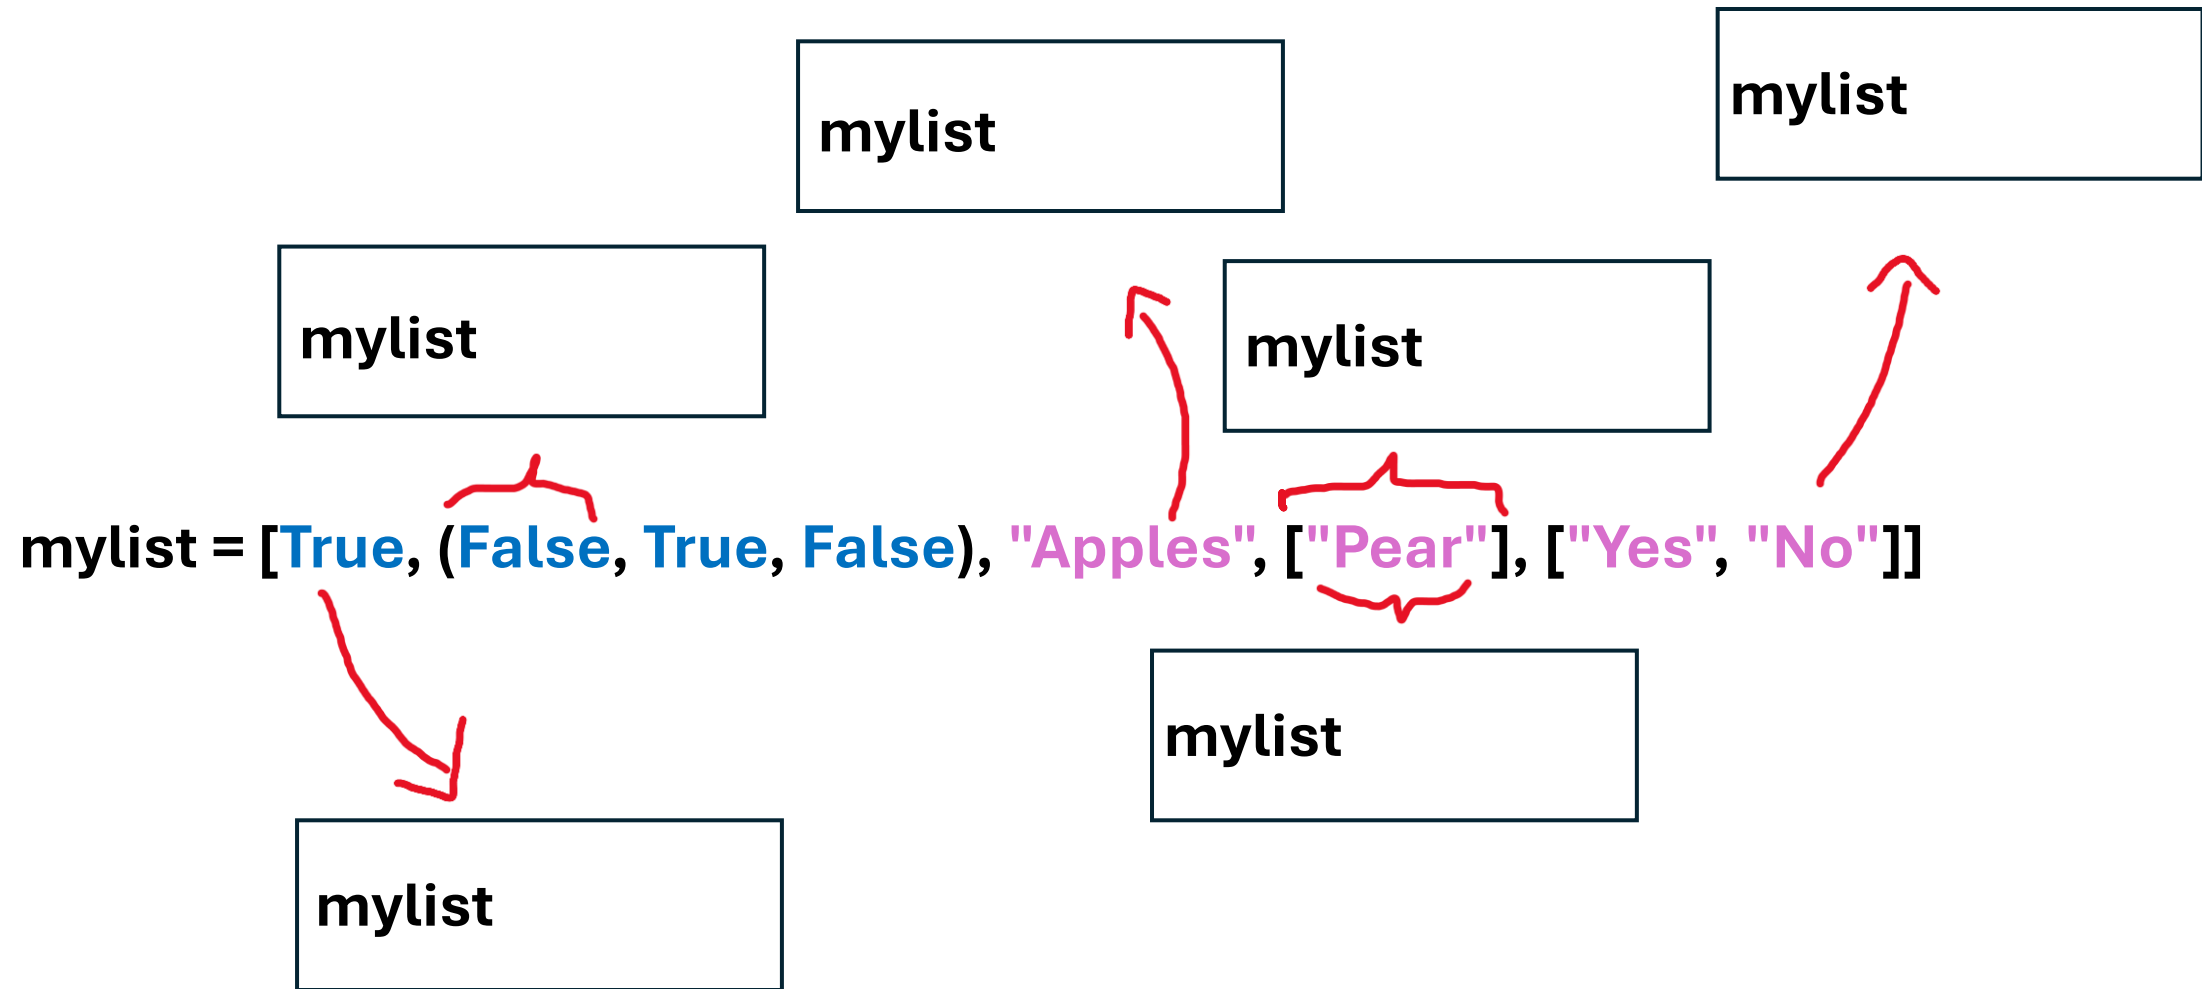 mylist
mylist
mylist
mylist
mylist = [True, (False, True, False), "Apples", ["Pear"], ["Yes", "No"]]
mylist
mylist